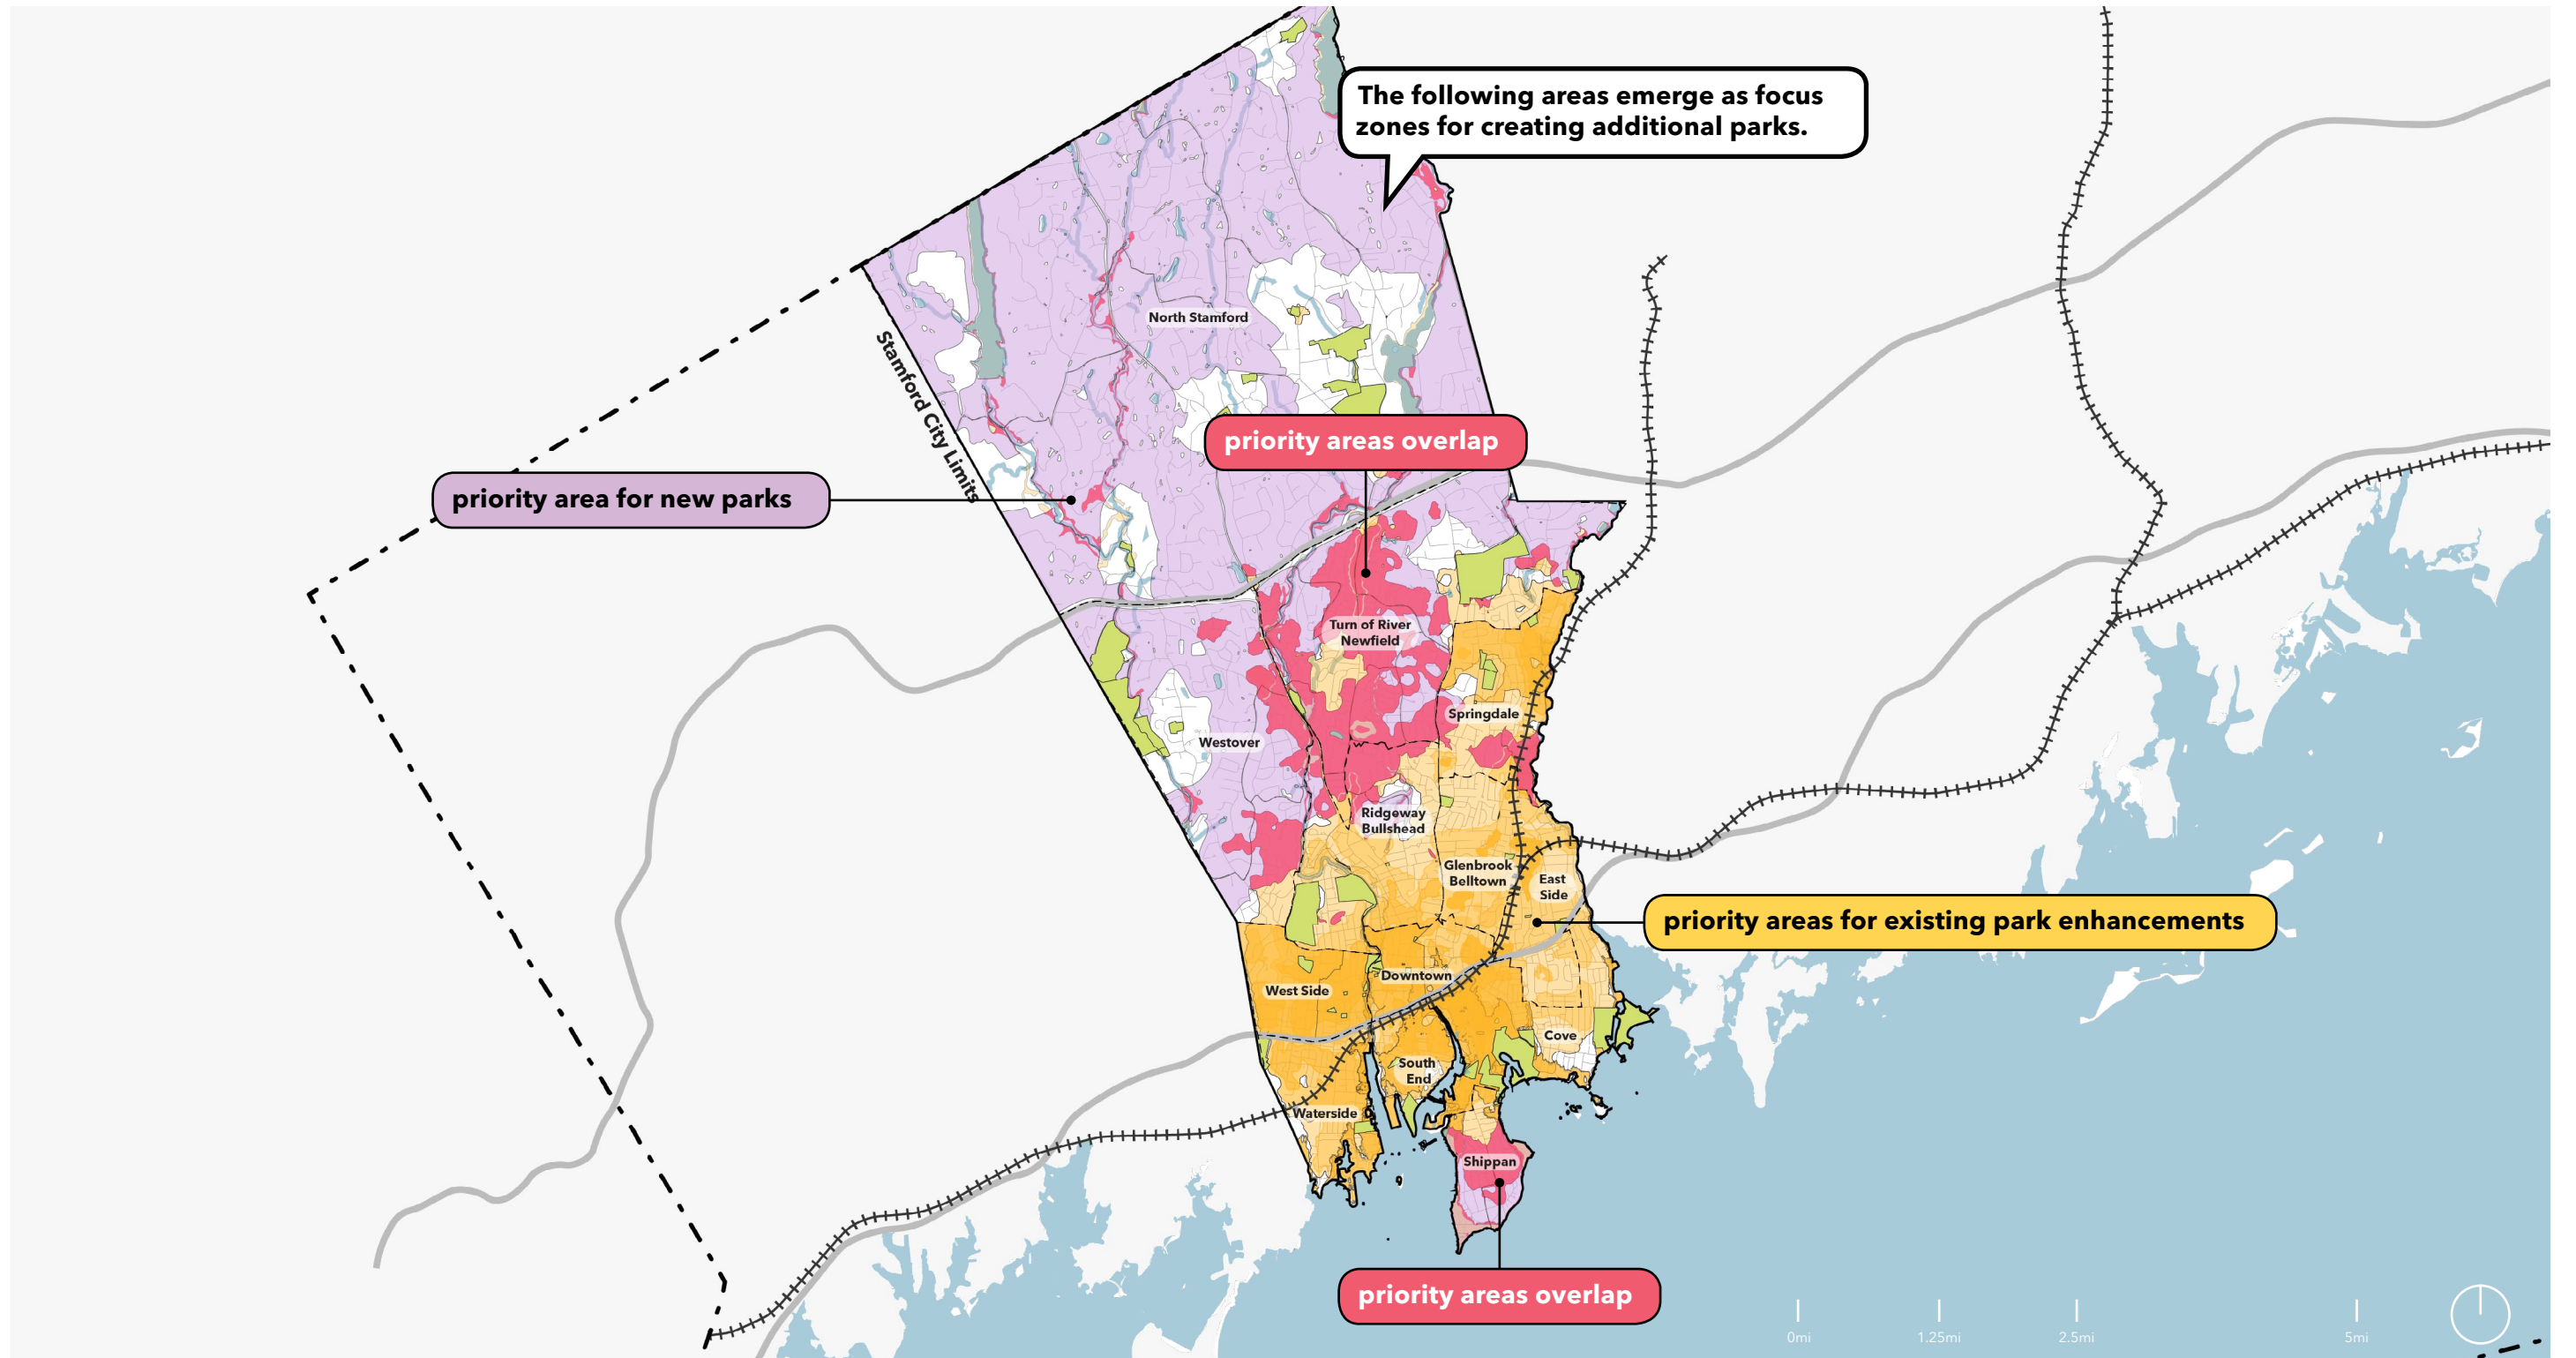 The following areas emerge as focus
zones for creating additional parks.
North Stamford
Stamford City Limits
priority areas overlap
priority area for new parks
Turn of River
Newfield
Springdale
Westover
Ridgeway
Bullshead
Glenbrook
Belltown
East
Side
priority areas for existing park enhancements
Downtown
West Side
Cove
South
End
Waterside
Shippan
priority areas overlap
0mi
1.25mi
2.5mi
5mi